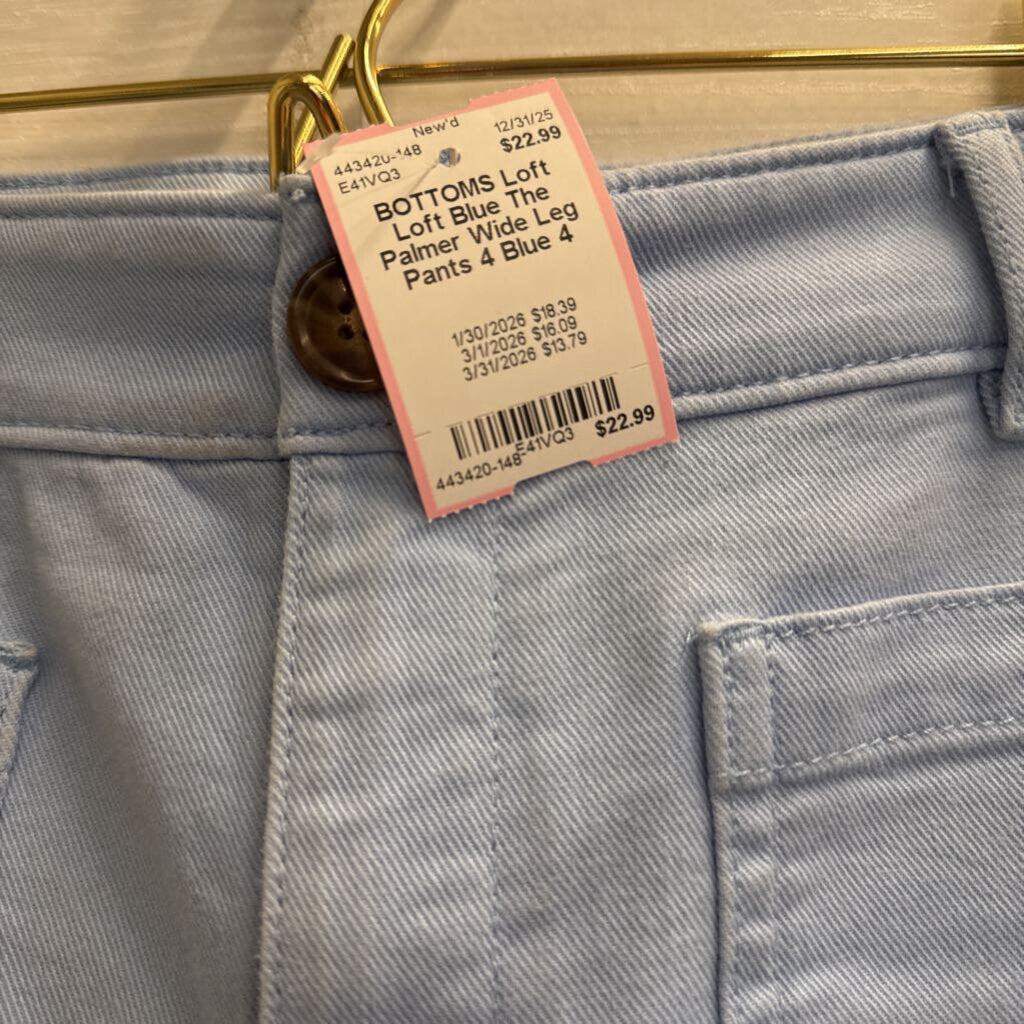 New'd 12/31/25
443420-148 $22.99
E41VQ3
BOTTOMS Loft
Loft Blue The
Palmer Wide Leg
Pants 4 Blue 4
1/30/2026 $18.39
3/1/2026 $16.09
3/31/2026 $13.79
E41VQ3 $22.99
443420-148